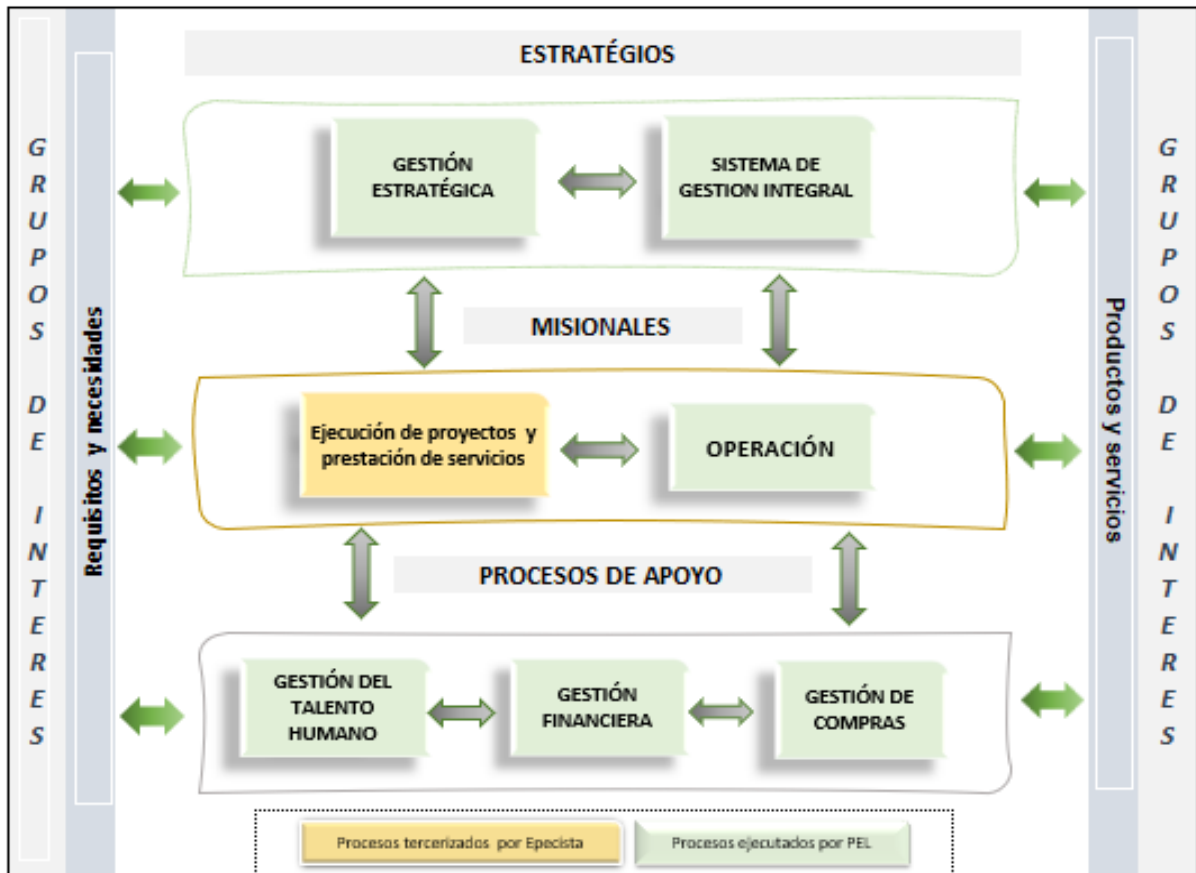 ESTRATÉGIOS
GRUPOS DE INTERES
Requisitos y necesidades
GESTIÓN
ESTRATÉGICA
SISTEMA DE
GESTION INTEGRAL
MISIONALES
Ejecución de proyectos y
prestación de servicios
OPERACIÓN
PROCESOS DE APOYO
GESTIÓN DEL
TALENTO
HUMANO
GESTIÓN
FINANCIERA
GESTIÓN DE
COMPRAS
Productos y servicios
GRUPOS DE INTERES
Procesos tercerizados por Epecista
Procesos ejecutados por PEL